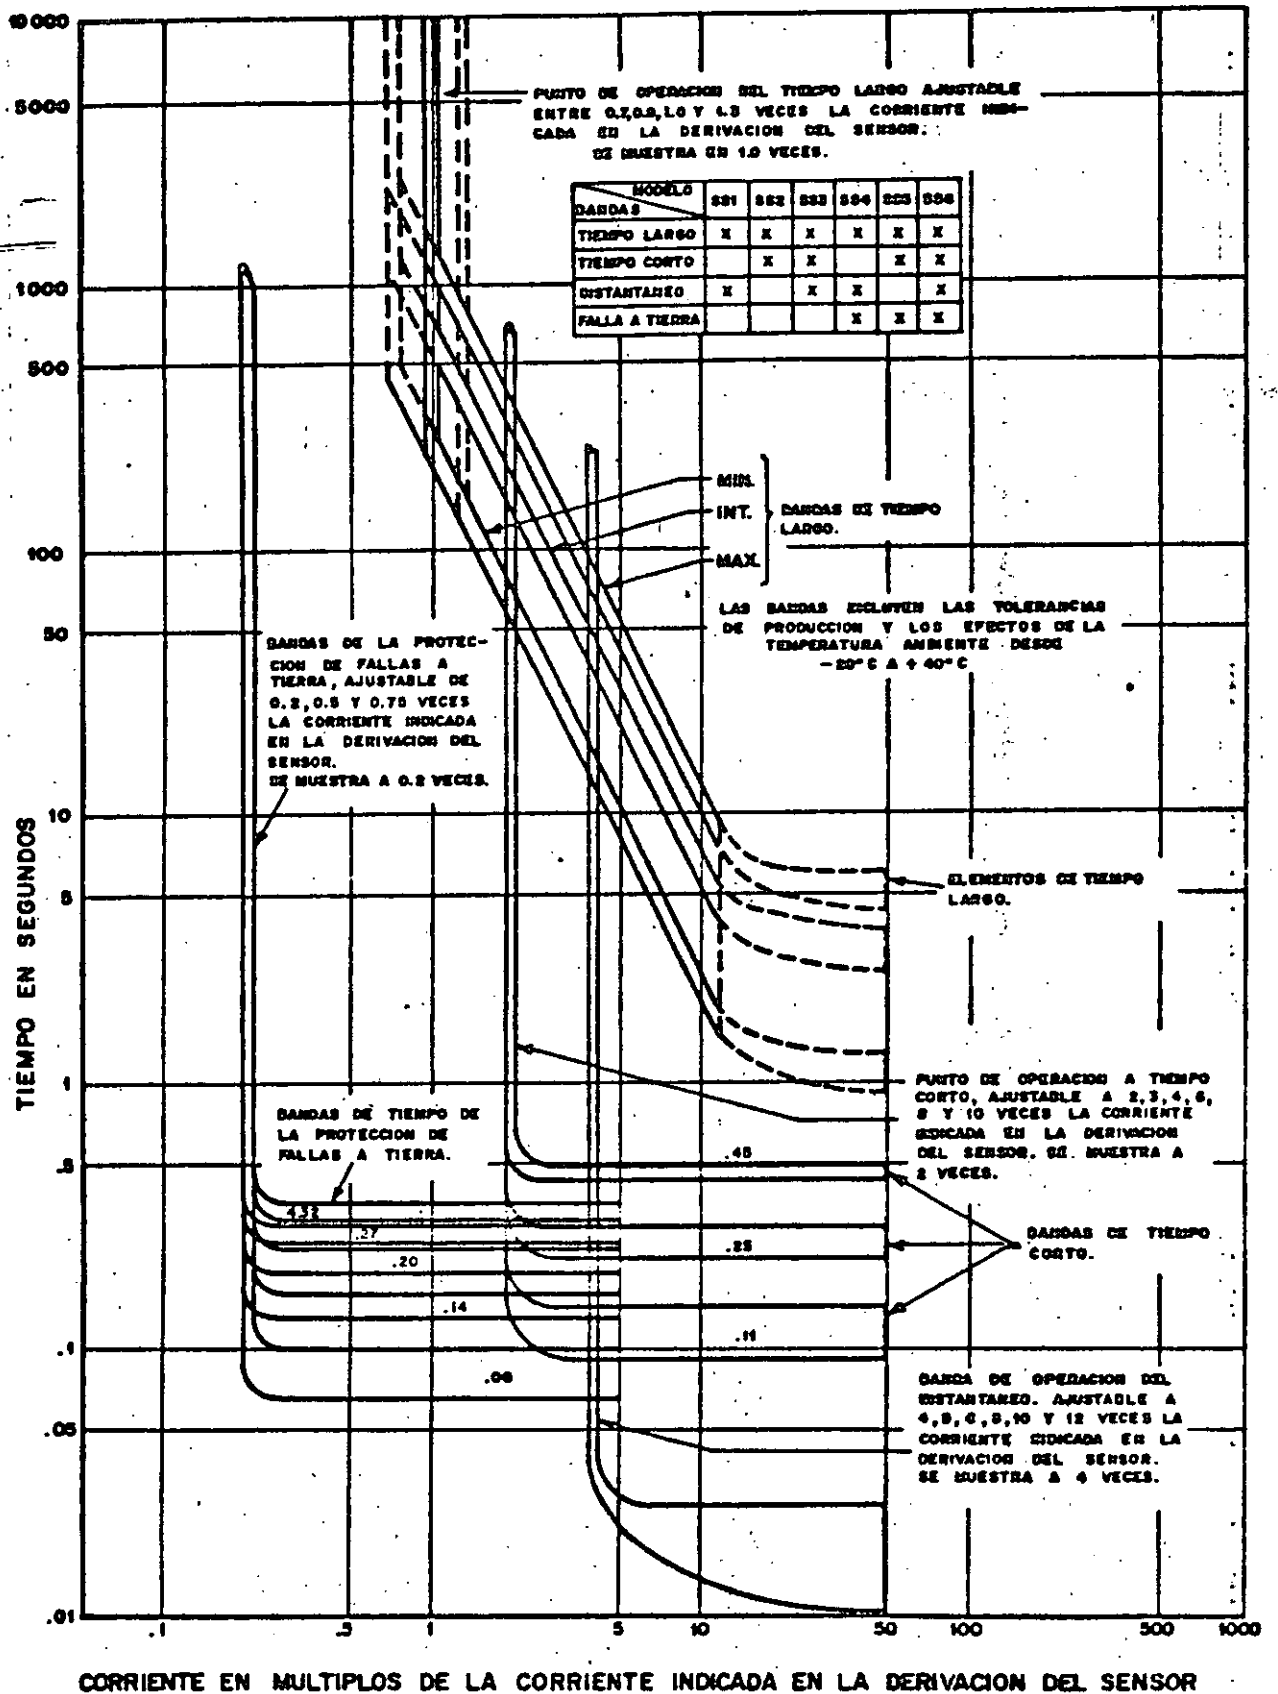 10 000
5000
1000
500
100
50
10
5
1
.5
.1
.05
.01
TIEMPO EN SEGUNDOS
PUNTO DE OPERACION DEL TIEMPO LARGO AJUSTABLE
ENTRE 0.7,0.8,1.0 Y 1.3 VECES LA CORRIENTE INDI-
CADA EN LA DERIVACION DEL SENSOR.
SE MUESTRA EN 1.0 VECES.
MODELO SS1 SS2 SS3 SS4 SS5 SS6
BANDAS
TIEMPO LARGO X X X X X X
TIEMPO CORTO X X X X
INSTANTANEO X X X X
FALLA A TIERRA X X X
MIN.
INT.
MAX.
BANDAS DE TIEMPO
LARGO.
LAS BANDAS INCLUYEN LAS TOLERANCIAS
DE PRODUCCION Y LOS EFECTOS DE LA
TEMPERATURA AMBIENTE DESDE
-20° C A + 40° C
BANDAS DE LA PROTEC-
CION DE FALLAS A
TIERRA, AJUSTABLE DE
0.2, 0.5 Y 0.75 VECES
LA CORRIENTE INDICADA
EN LA DERIVACION DEL
SENSOR.
SE MUESTRA A 0.2 VECES.
ELEMENTOS DE TIEMPO
LARGO.
PUNTO DE OPERACION A TIEMPO
CORTO, AJUSTABLE A 2, 3, 4, 6,
8 Y 10 VECES LA CORRIENTE
INDICADA EN LA DERIVACION
DEL SENSOR. SE MUESTRA A
2 VECES.
BANDAS DE TIEMPO DE
LA PROTECCION DE
FALLAS A TIERRA.
.45
.432
.27
.25
.20
.14
.11
.06
BANDAS DE TIEMPO
CORTO.
BANDA DE OPERACION DEL
INSTANTANEO. AJUSTABLE A
4, 5, 6, 8, 10 Y 12 VECES LA
CORRIENTE INDICADA EN LA
DERIVACION DEL SENSOR.
SE MUESTRA A 4 VECES.
.1 .5 1 5 10 50 100 500 1000
CORRIENTE EN MULTIPLOS DE LA CORRIENTE INDICADA EN LA DERIVACION DEL SENSOR